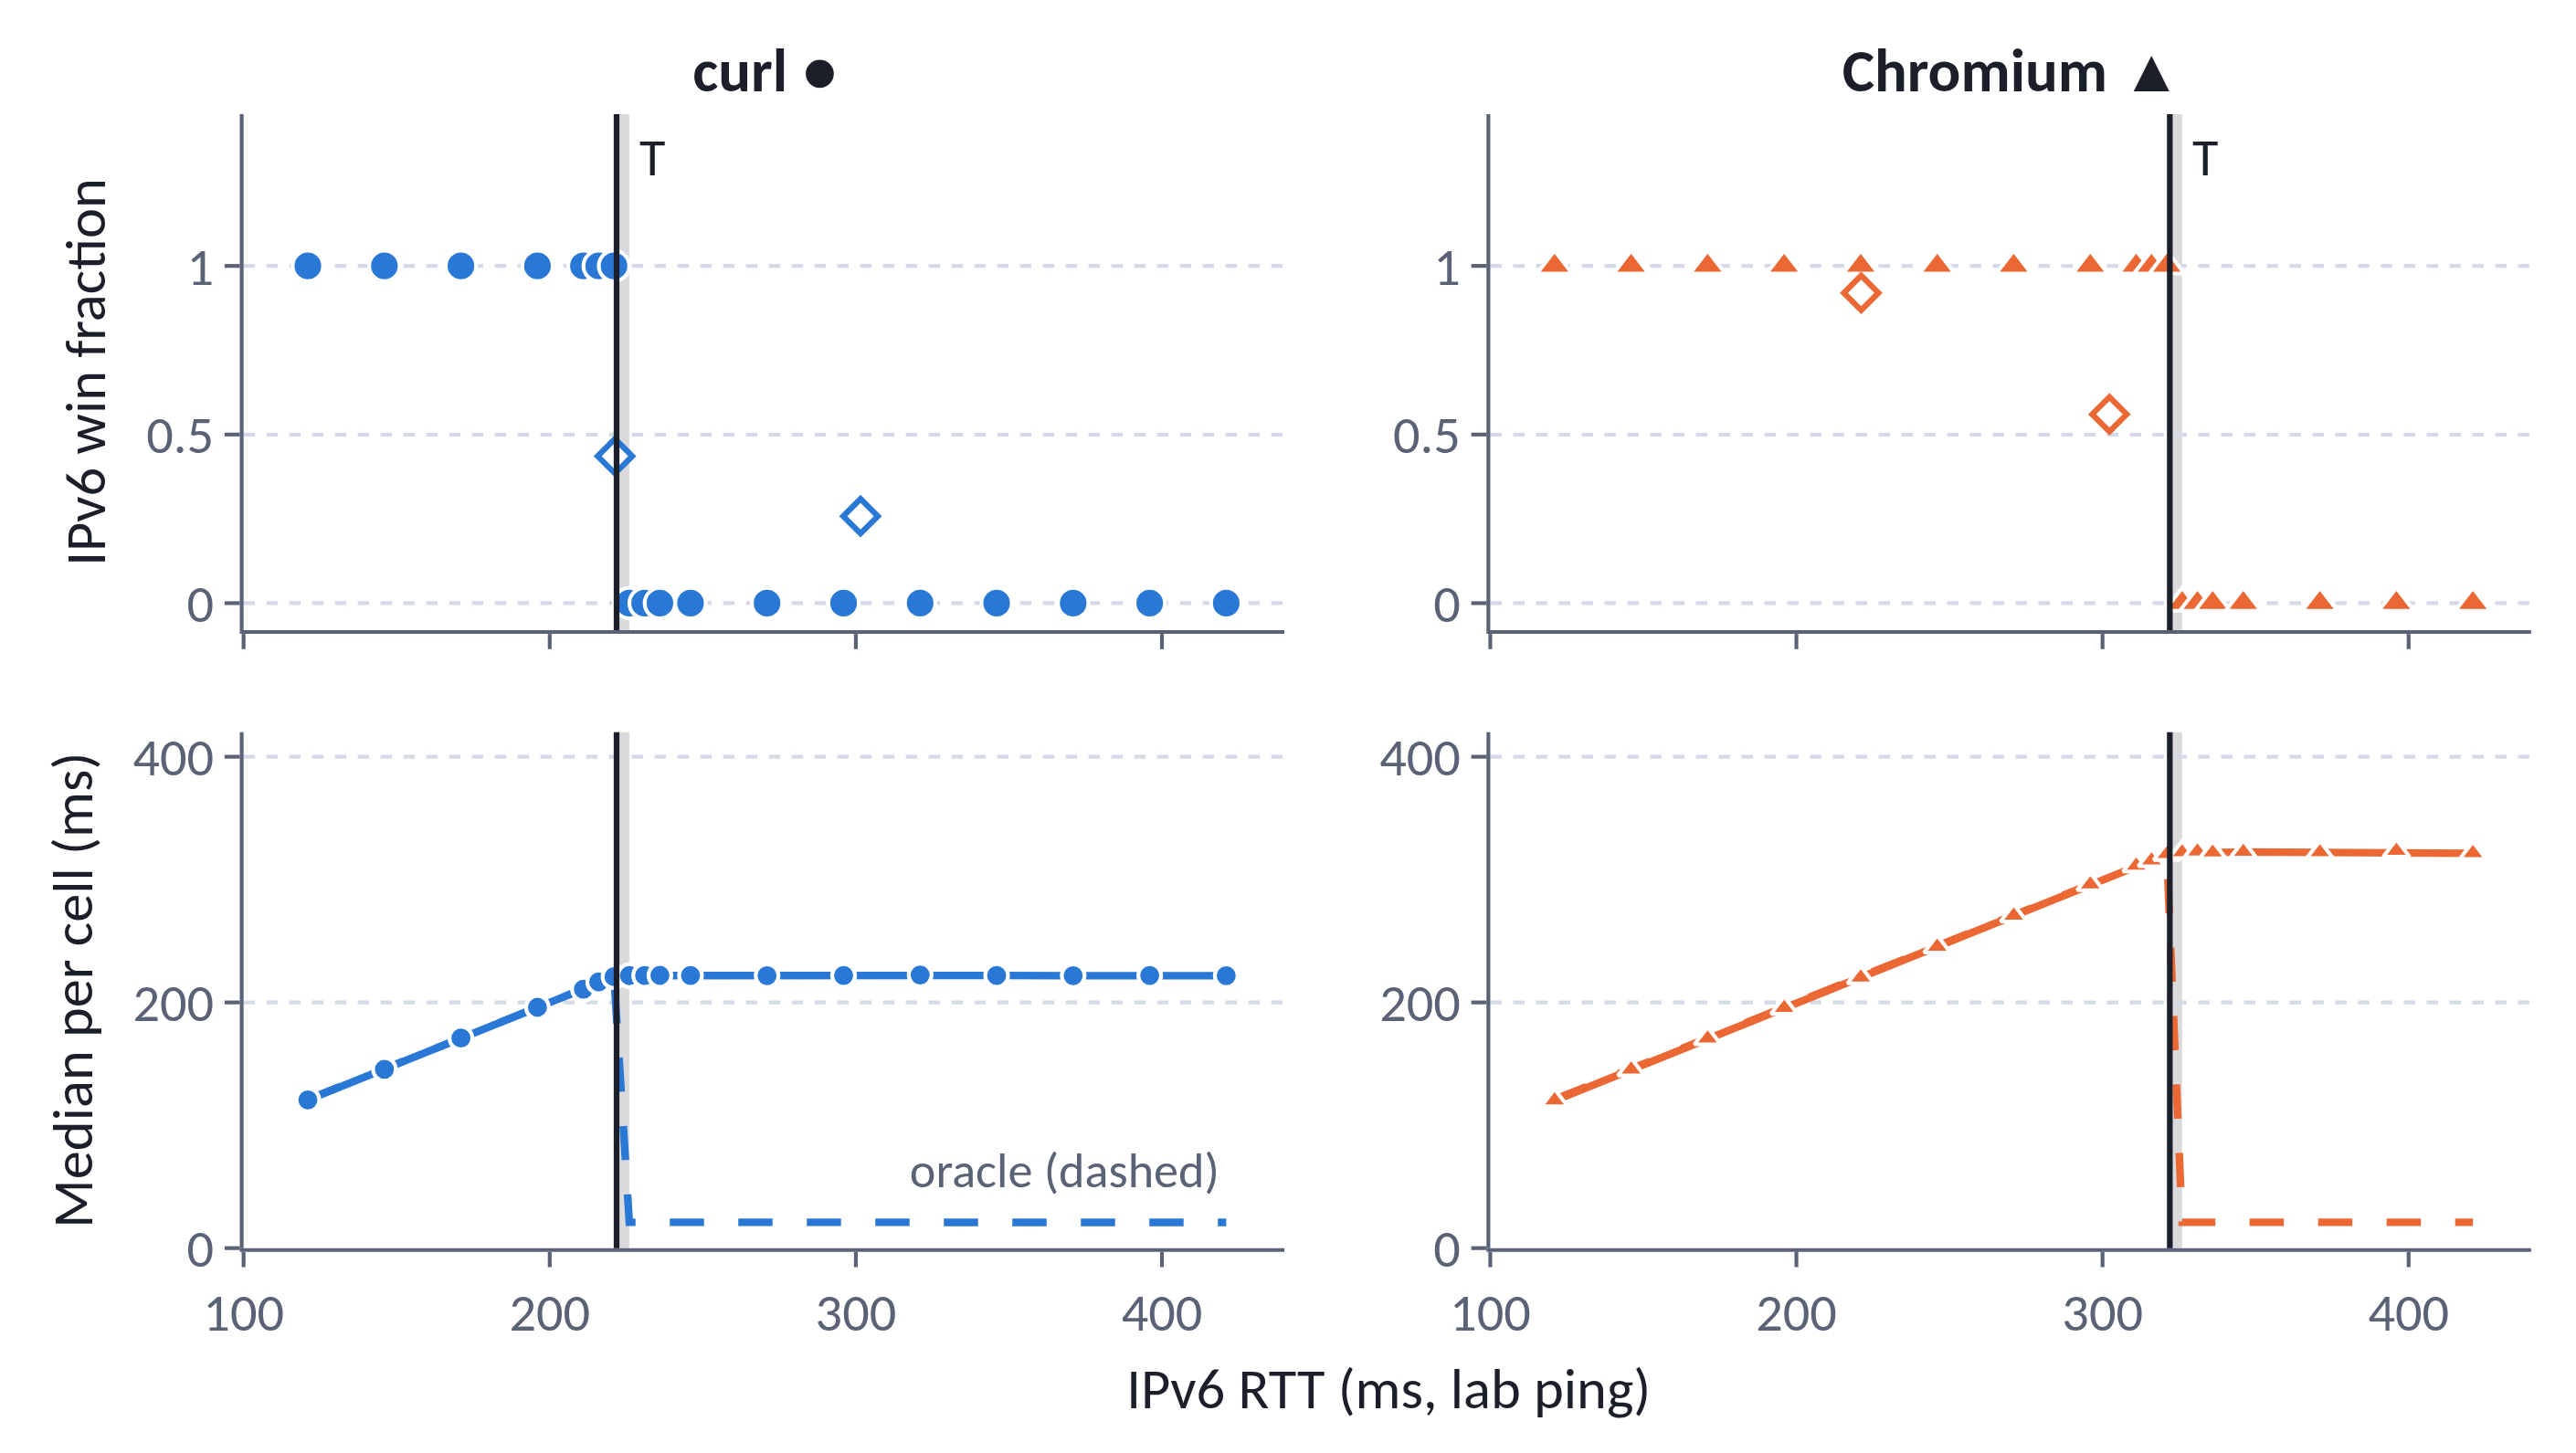 curl ●
Chromium ▲
IPv6 win fraction
1
0.5
0
T
1
0.5
0
T
Median per cell (ms)
400
200
0
oracle (dashed)
400
200
0
100 200 300 400
100 200 300 400
IPv6 RTT (ms, lab ping)